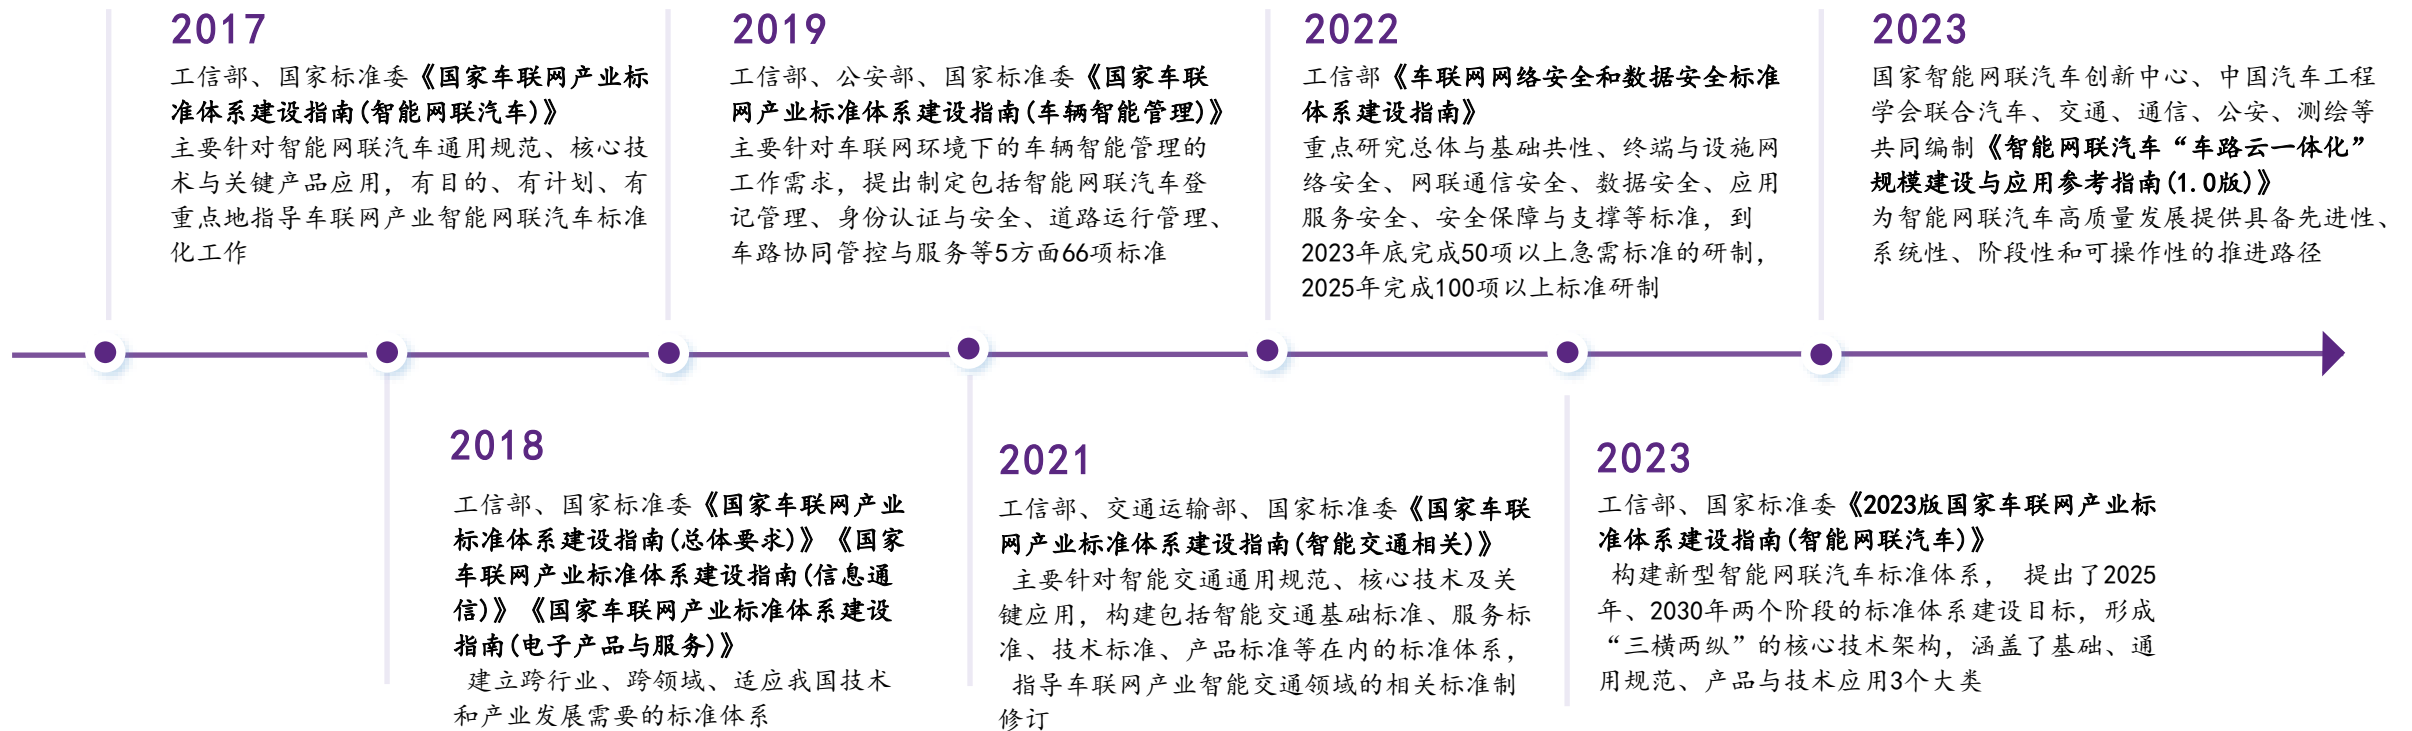 2017
工信部、国家标准委《国家车联网产业标
准体系建设指南(智能网联汽车)》
主要针对智能网联汽车通用规范、核心技
术与关键产品应用，有目的、有计划、有
重点地指导车联网产业智能网联汽车标准
化工作
2019
工信部、公安部、国家标准委《国家车联
网产业标准体系建设指南(车辆智能管理)》
主要针对车联网环境下的车辆智能管理的
工作需求，提出制定包括智能网联汽车登
记管理、身份认证与安全、道路运行管理、
车路协同管控与服务等5方面66项标准
2022
工信部《车联网网络安全和数据安全标准
体系建设指南》
重点研究总体与基础共性、终端与设施网
络安全、网联通信安全、数据安全、应用
服务安全、安全保障与支撑等标准，到
2023年底完成50项以上急需标准的研制，
2025年完成100项以上标准研制
2023
国家智能网联汽车创新中心、中国汽车工程
学会联合汽车、交通、通信、公安、测绘等
共同编制《智能网联汽车“车路云一体化”
规模建设与应用参考指南(1.0版)》
为智能网联汽车高质量发展提供具备先进性、
系统性、阶段性和可操作性的推进路径
2018
工信部、国家标准委《国家车联网产业
标准体系建设指南(总体要求)》《国家
车联网产业标准体系建设指南(信息通
信)》《国家车联网产业标准体系建设
指南(电子产品与服务)》
建立跨行业、跨领域、适应我国技术
和产业发展需要的标准体系
2021
工信部、交通运输部、国家标准委《国家车联
网产业标准体系建设指南(智能交通相关)》
主要针对智能交通通用规范、核心技术及关
键应用，构建包括智能交通基础标准、服务标
准、技术标准、产品标准等在内的标准体系，
指导车联网产业智能交通领域的相关标准制
修订
2023
工信部、国家标准委《2023版国家车联网产业标
准体系建设指南(智能网联汽车)》
构建新型智能网联汽车标准体系， 提出了2025
年、2030年两个阶段的标准体系建设目标，形成
“三横两纵”的核心技术架构，涵盖了基础、通
用规范、产品与技术应用3个大类